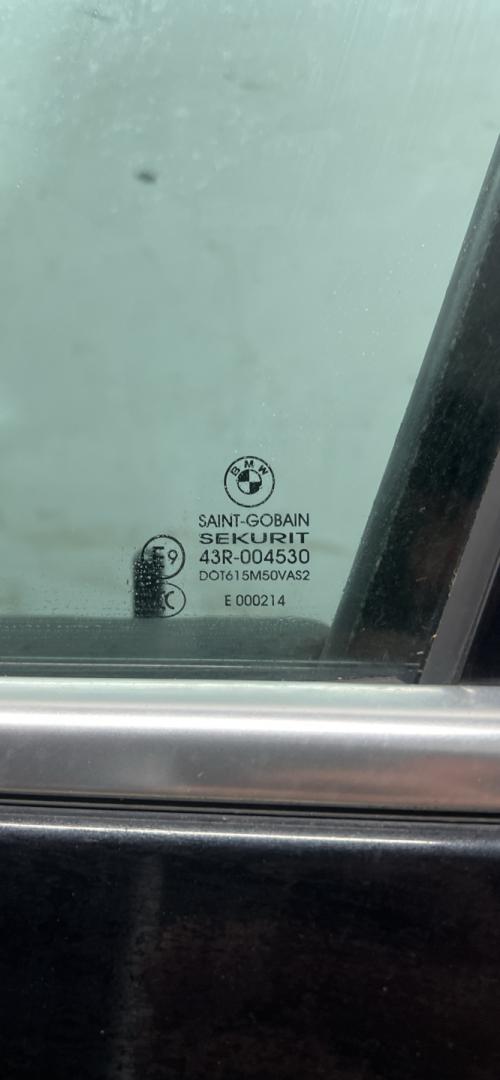 BMW
SAINT-GOBAIN
SEKURIT
E9
43R-004530
DOT615M50VAS2
E 000214